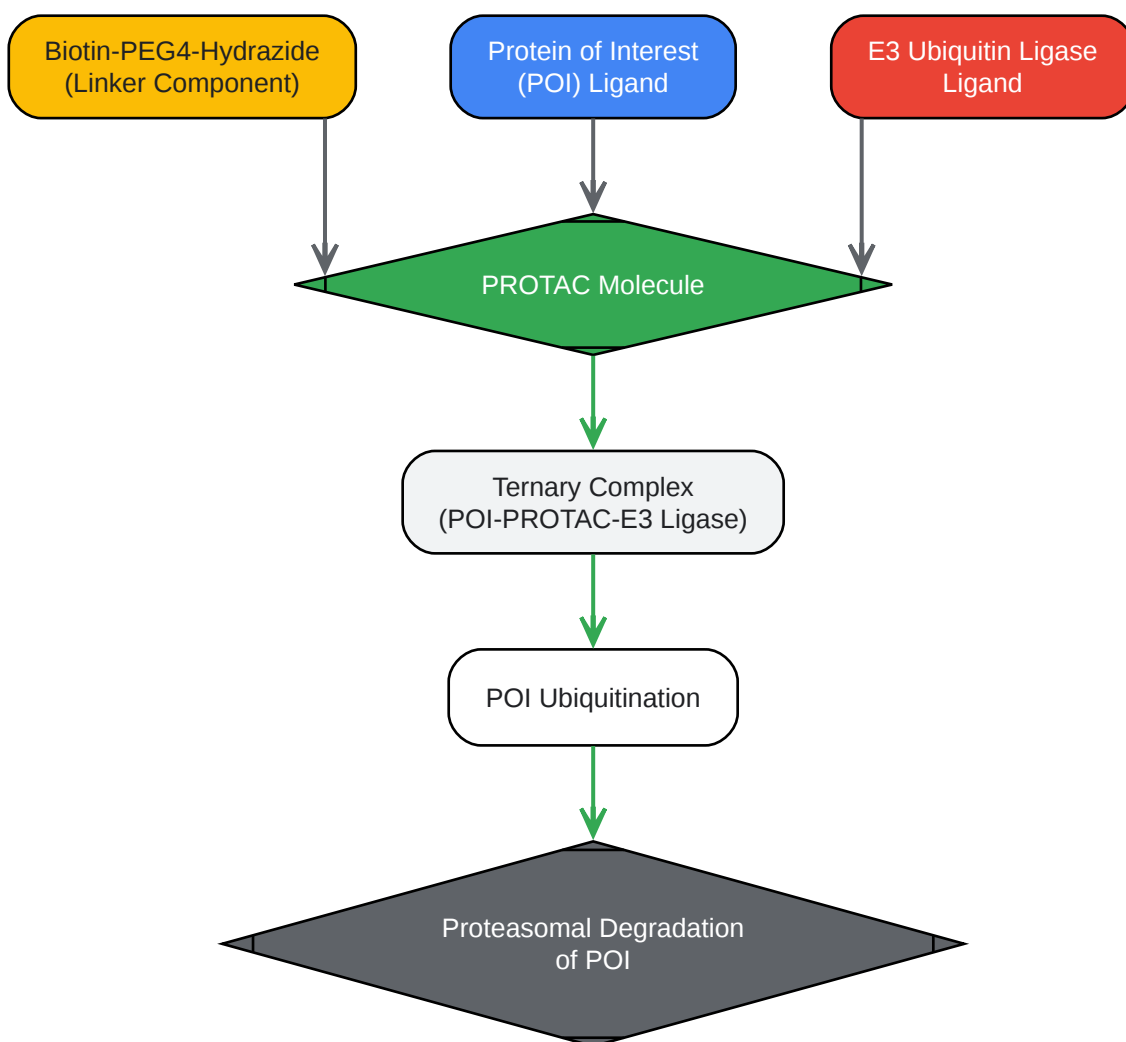 Biotin-PEG4-Hydrazide
(Linker Component)
Protein of Interest
(POI) Ligand
E3 Ubiquitin Ligase
Ligand
PROTAC Molecule
Ternary Complex
(POI-PROTAC-E3 Ligase)
POI Ubiquitination
Proteasomal Degradation
of POI